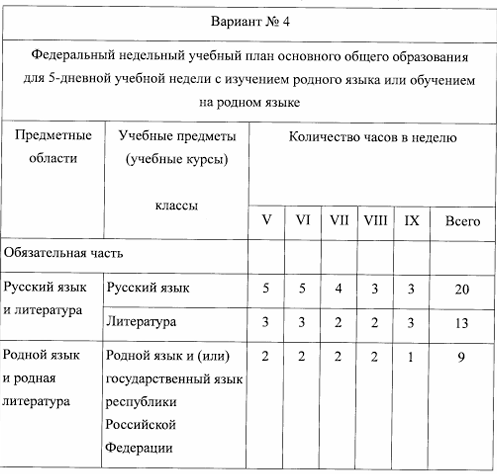 Вариант № 4
Федеральный недельный учебный план основного общего образования
для 5-дневной учебной недели с изучением родного языка или обучением
на родном языке
Предметные области
Учебные предметы (учебные курсы)
классы
Количество часов в неделю
V VI VII VIII IX Всего
Обязательная часть
Русский язык и литература
Русский язык 5 5 4 3 3 20
Литература 3 3 2 2 3 13
Родной язык и родная литература
Родной язык и (или) государственный язык республики Российской Федерации 2 2 2 2 1 9